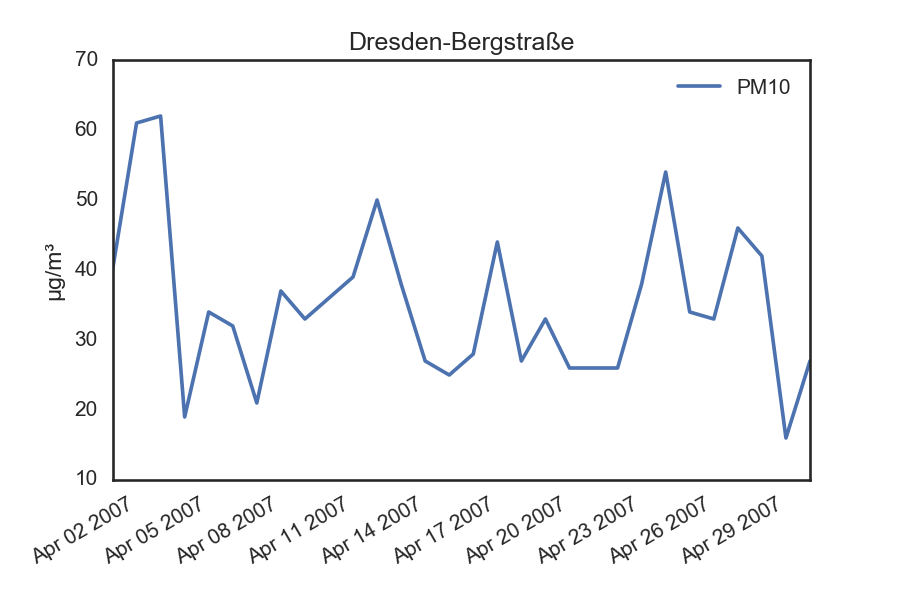 Dresden-Bergstraße
70
60
50
40
30
20
10
µg/m³
PM10
Apr 02 2007
Apr 05 2007
Apr 08 2007
Apr 11 2007
Apr 14 2007
Apr 17 2007
Apr 20 2007
Apr 23 2007
Apr 26 2007
Apr 29 2007